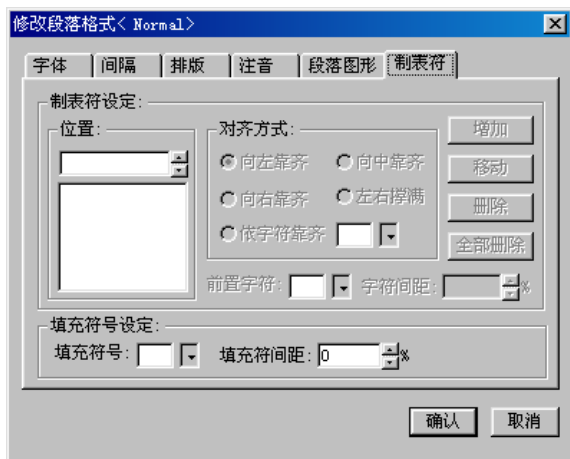 修改段落格式< Normal>
字体 间隔 排版 注音 段落图形 制表符
制表符设定:
位置: 对齐方式: 增加
向左靠齐 向中靠齐 移动
向右靠齐 左右撑满 删除
依字符靠齐 全部删除
前置字符: 字符间距: %
填充符号设定:
填充符号: 填充符间距: 0 %
确认 取消